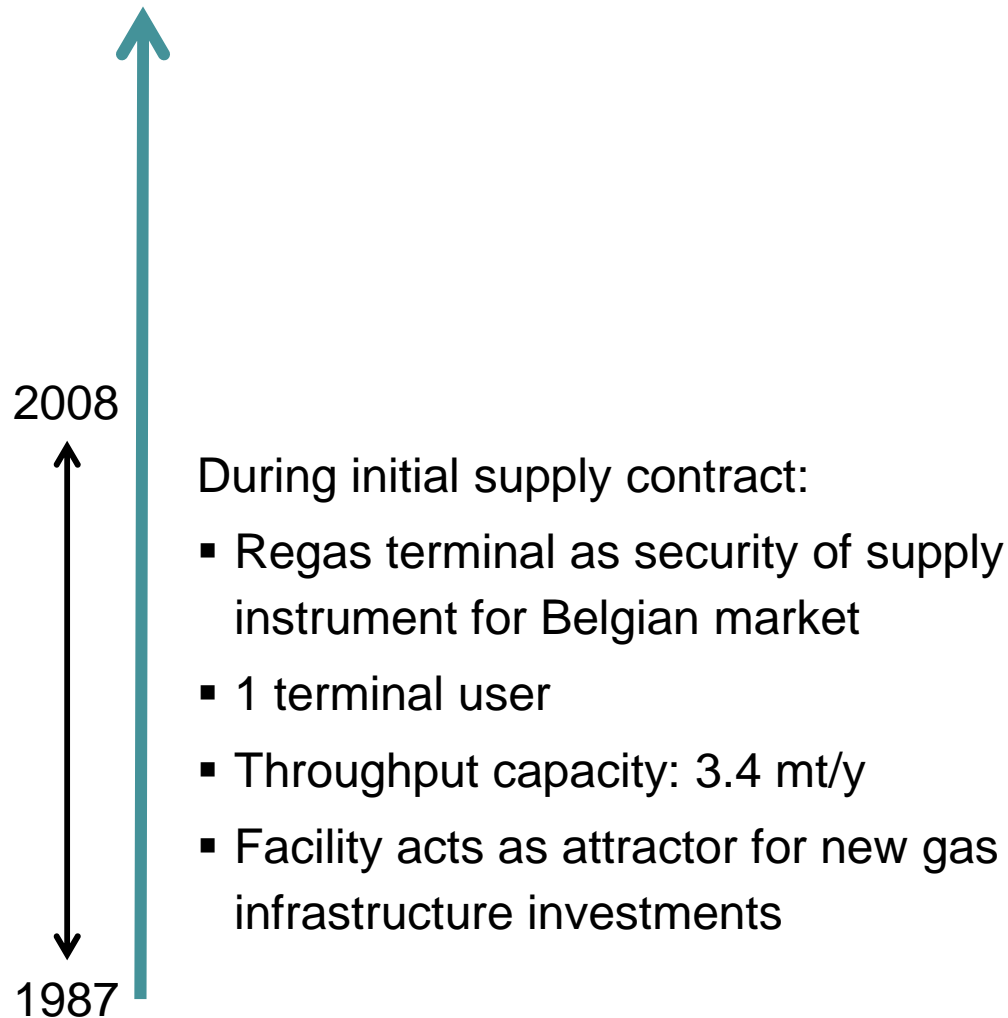 2008
During initial supply contract:
▪ Regas terminal as security of supply
instrument for Belgian market
▪ 1 terminal user
▪ Throughput capacity: 3.4 mt/y
▪ Facility acts as attractor for new gas
infrastructure investments
1987